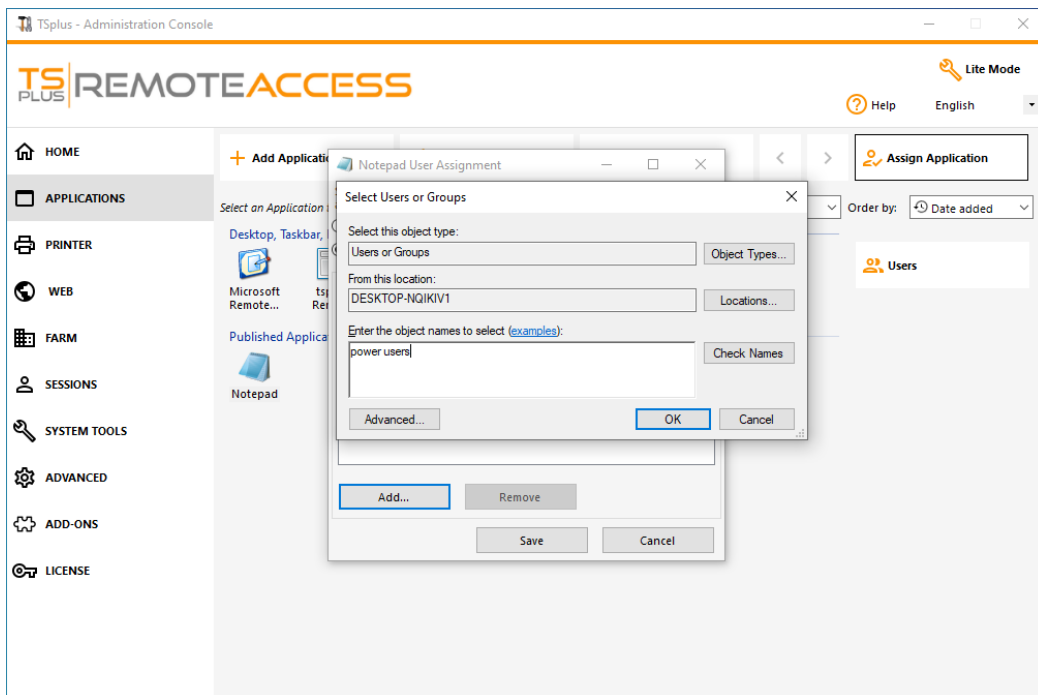 TSplus - Administration Console
TS PLUS REMOTEACCESS
Lite Mode
Help English
HOME
APPLICATIONS
PRINTER
WEB
FARM
SESSIONS
SYSTEM TOOLS
ADVANCED
ADD-ONS
LICENSE
Add
Assign Application
Select an Application
Order by: Date added
Desktop, Taskbar,
Microsoft
Remote...
Published
Notepad
Users
Notepad User Assignment
Select Users or Groups
Select this object type:
Users or Groups
Object Types...
From this location:
DESKTOP-NQIKIV1
Locations...
Enter the object names to select (examples):
power users
Check Names
Advanced...
OK
Cancel
Add...
Remove
Save
Cancel